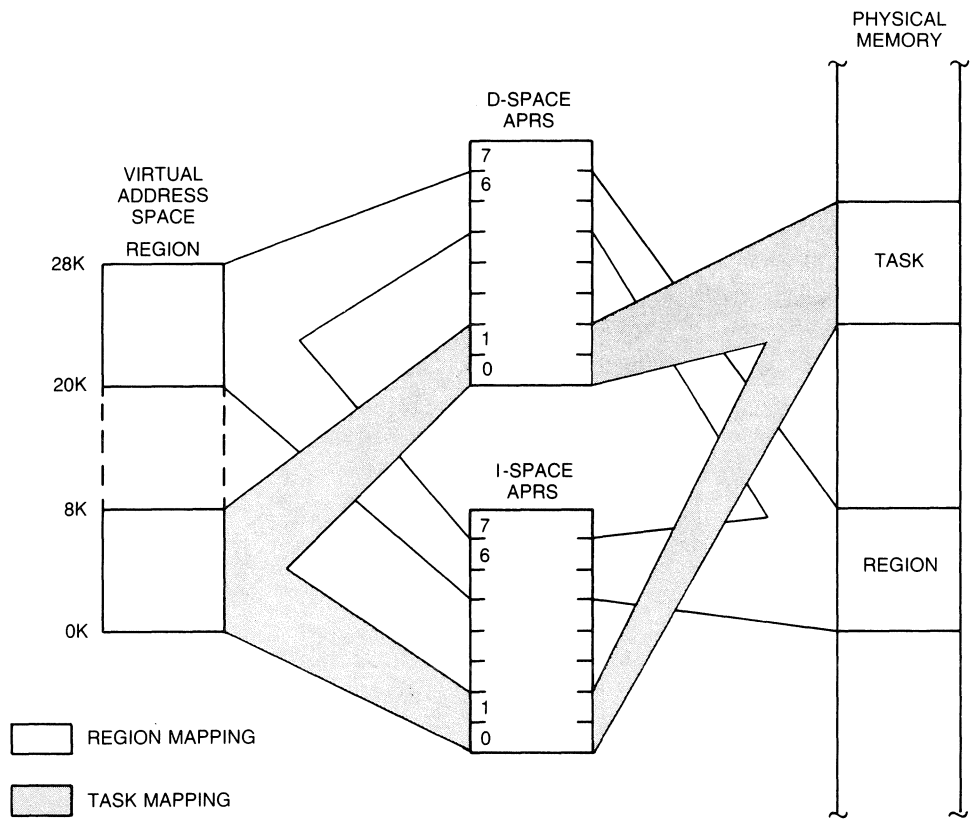 PHYSICAL
MEMORY
D-SPACE
APRS
7
6
1
0
VIRTUAL
ADDRESS
SPACE
REGION
28K
20K
8K
0K
TASK
I-SPACE
APRS
7
6
1
0
REGION
REGION MAPPING
TASK MAPPING